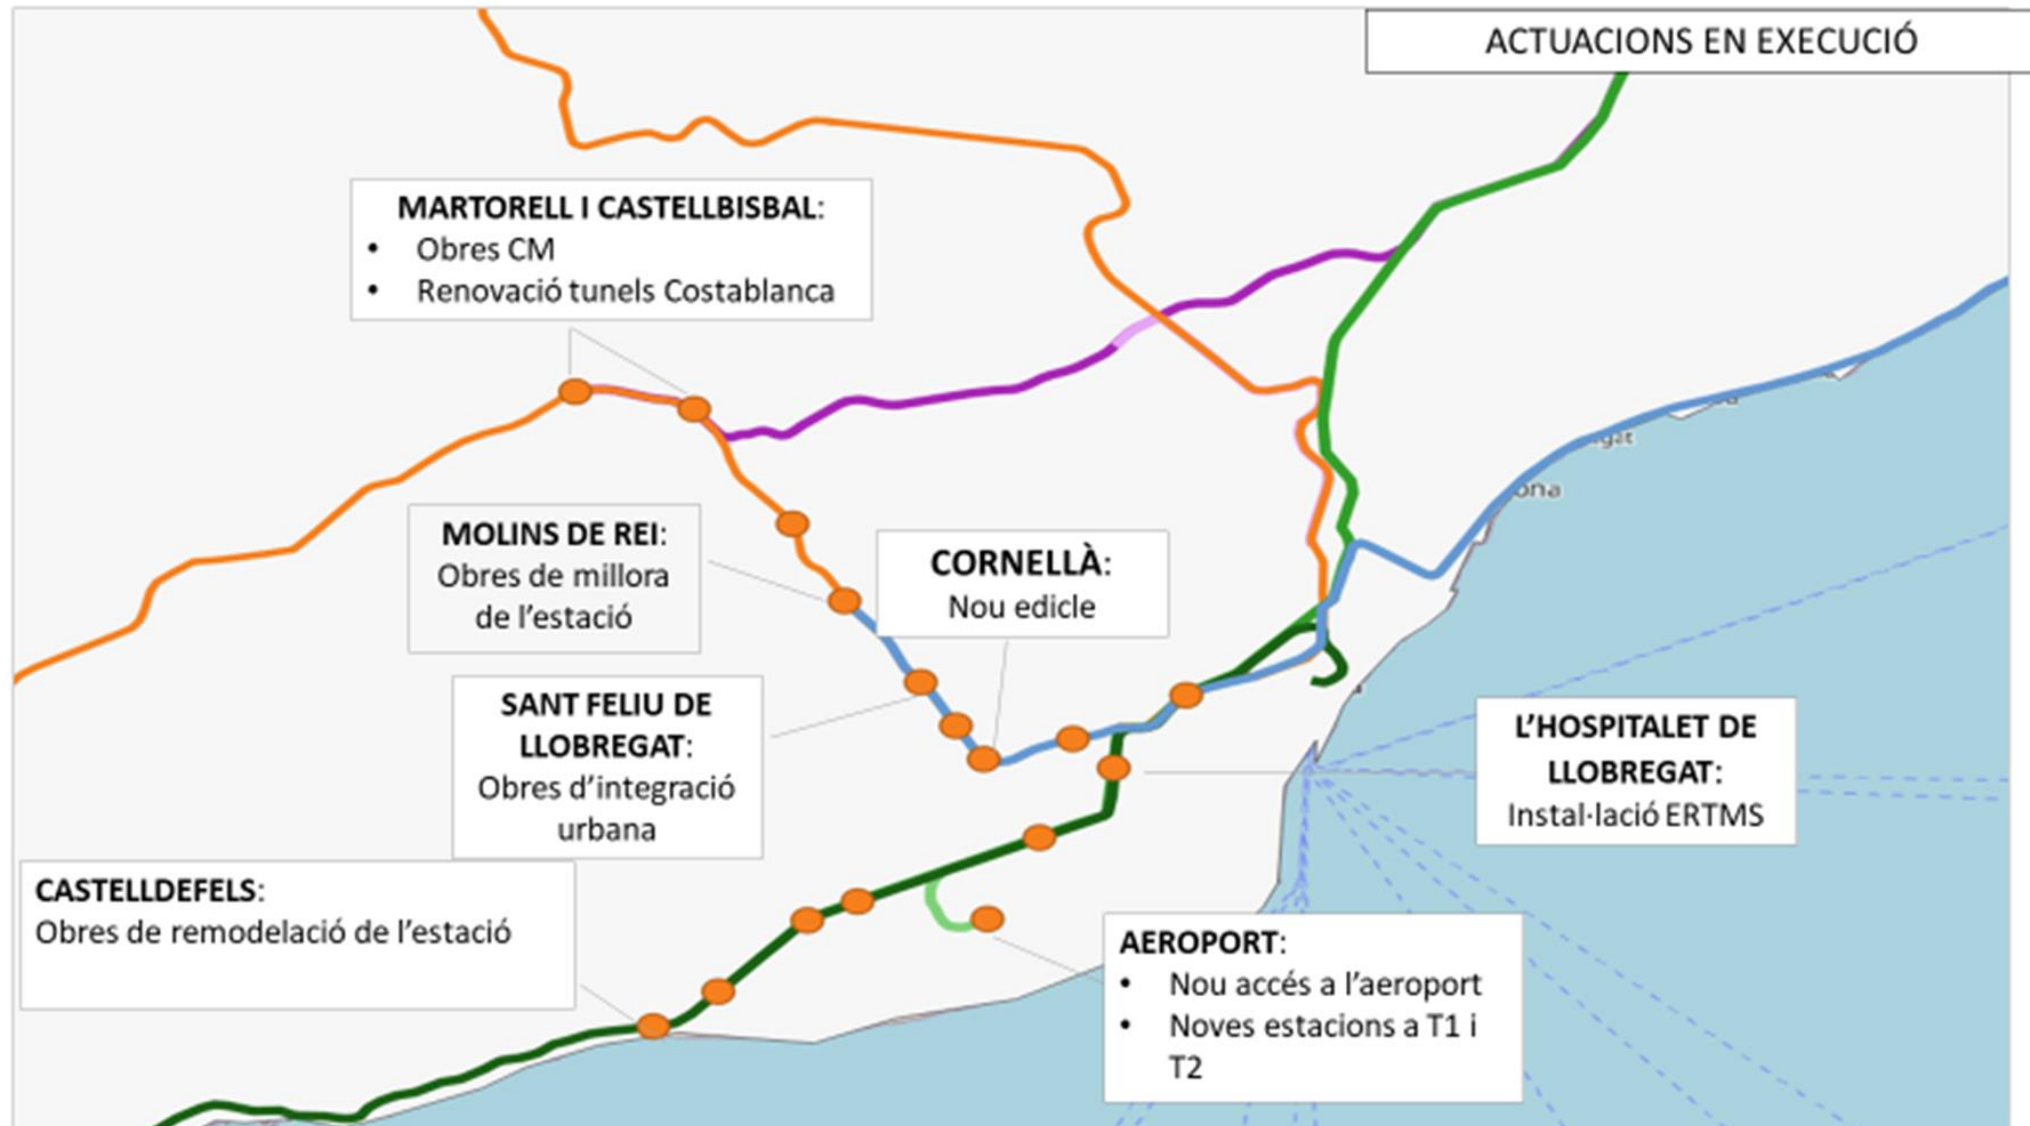 ACTUACIONS EN EXECUCIÓ
MARTORELL I CASTELLBISBAL:
• Obres CM
• Renovació tunels Costablanca
MOLINS DE REI:
Obres de millora
de l'estació
CORNELLÀ:
Nou edicle
SANT FELIU DE
LLOBREGAT:
Obres d'integració
urbana
L'HOSPITALET DE
LLOBREGAT:
Instal·lació ERTMS
CASTELLDEFELS:
Obres de remodelació de l'estació
AEROPORT:
• Nou accés a l'aeroport
• Noves estacions a T1 i
T2